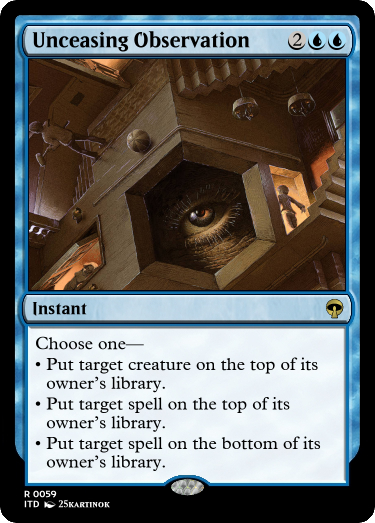 Unceasing Observation 2
Instant
Choose one—
• Put target creature on the top of its
owner's library.
• Put target spell on the top of its
owner's library.
• Put target spell on the bottom of its
owner's library.
R 0059
ITD 25KARTINOK